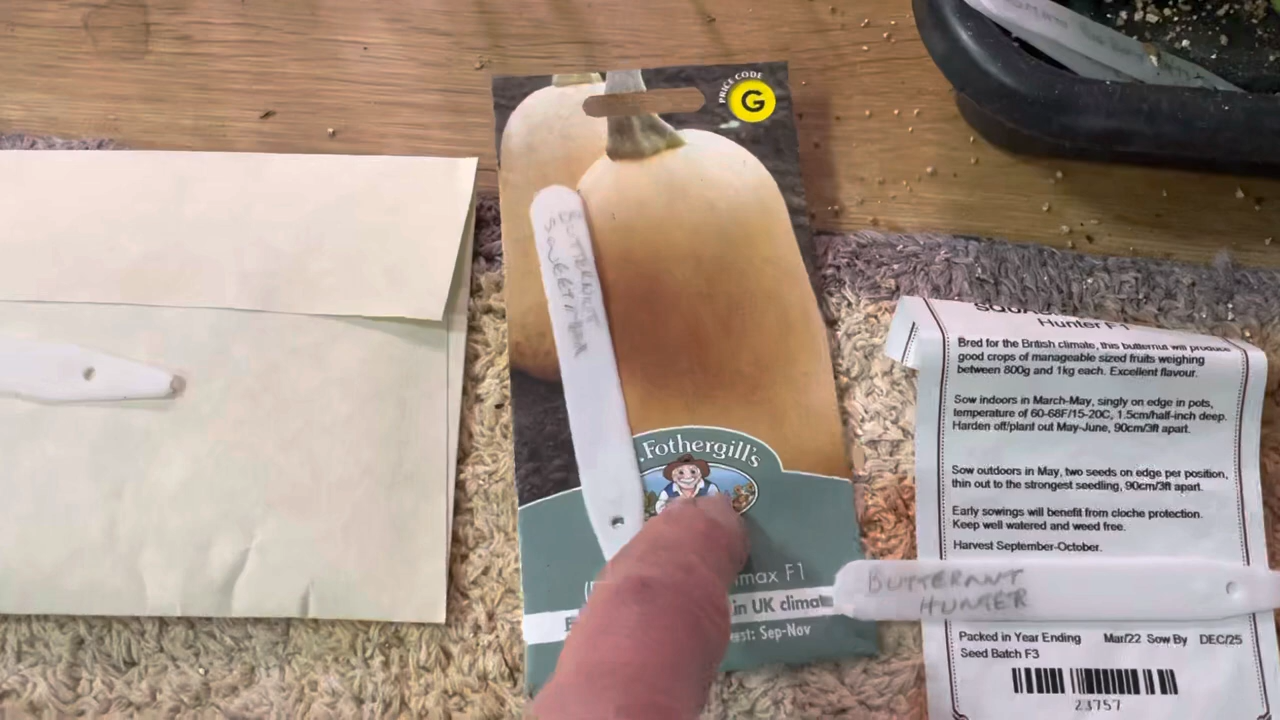 PRICE CODE
G
BUTTERNUT
SWEET
.Fothergill's
max F1
in UK climat
est: Sep-Nov
Hunter F1
Bred for the British climate, this butternut will produce
good crops of manageable sized fruits weighing
between 800g and 1kg each. Excellent flavour.
Sow indoors in March-May, singly on edge in pots,
temperature of 60-68F/15-20C, 1.5cm/half-inch deep.
Harden off/plant out May-June, 90cm/3ft apart.
Sow outdoors in May, two seeds on edge per position,
thin out to the strongest seedling, 90cm/3ft apart.
Early sowings will benefit from cloche protection.
Keep well watered and weed free.
Harvest September-October.
BUTTERNUT
HUNTER
Packed in Year Ending Mar/22 Sow By DEC/25
Seed Batch F3
23757